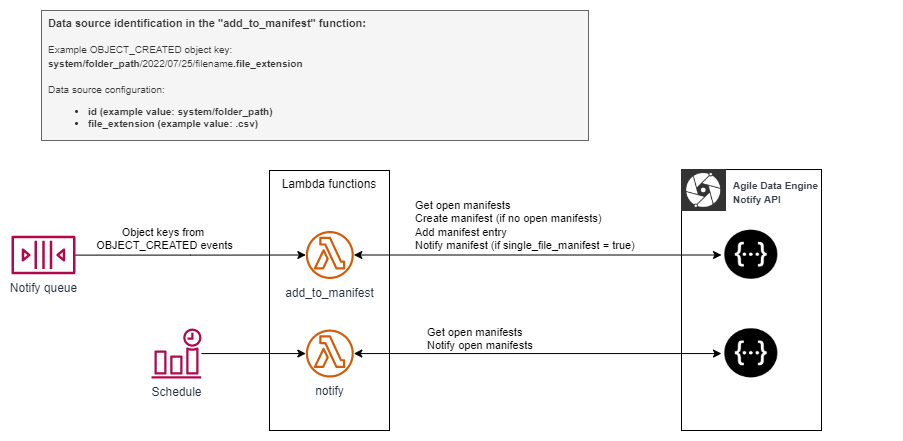 Data source identification in the "add_to_manifest" function:
Example OBJECT_CREATED object key:
system/folder_path/2022/07/25/filename.file_extension
Data source configuration:
• id (example value: system/folder_path)
• file_extension (example value: .csv)
Lambda functions
Agile Data Engine
Notify API
Get open manifests
Create manifest (if no open manifests)
Add manifest entry
Notify manifest (if single_file_manifest = true)
Object keys from
OBJECT_CREATED events
Notify queue
add_to_manifest
Get open manifests
Notify open manifests
Schedule
notify